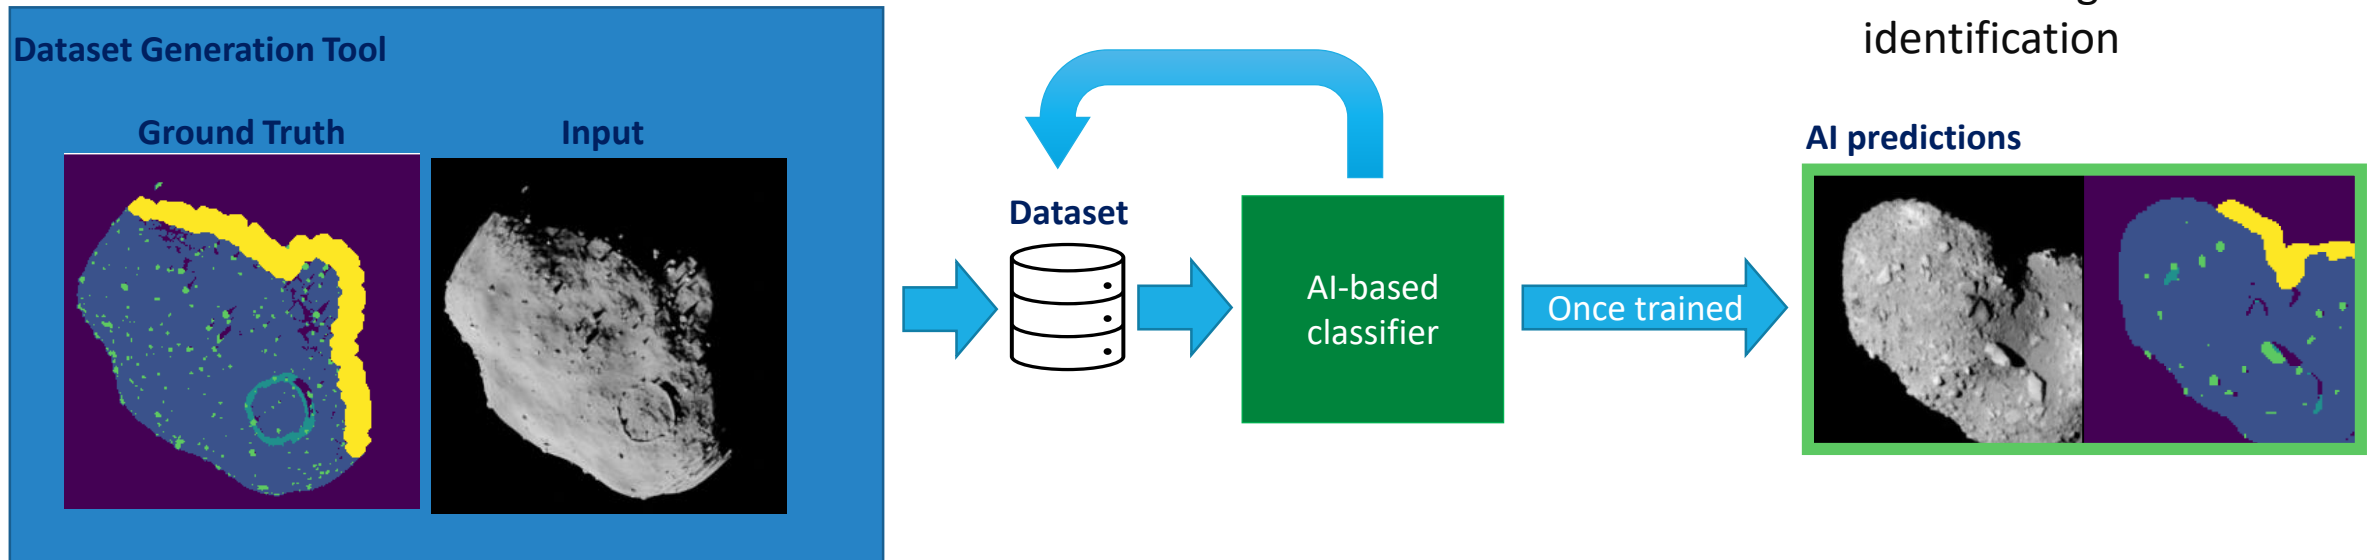 identification
Dataset Generation Tool
Ground Truth
Input
Dataset
AI-based
classifier
Once trained
AI predictions